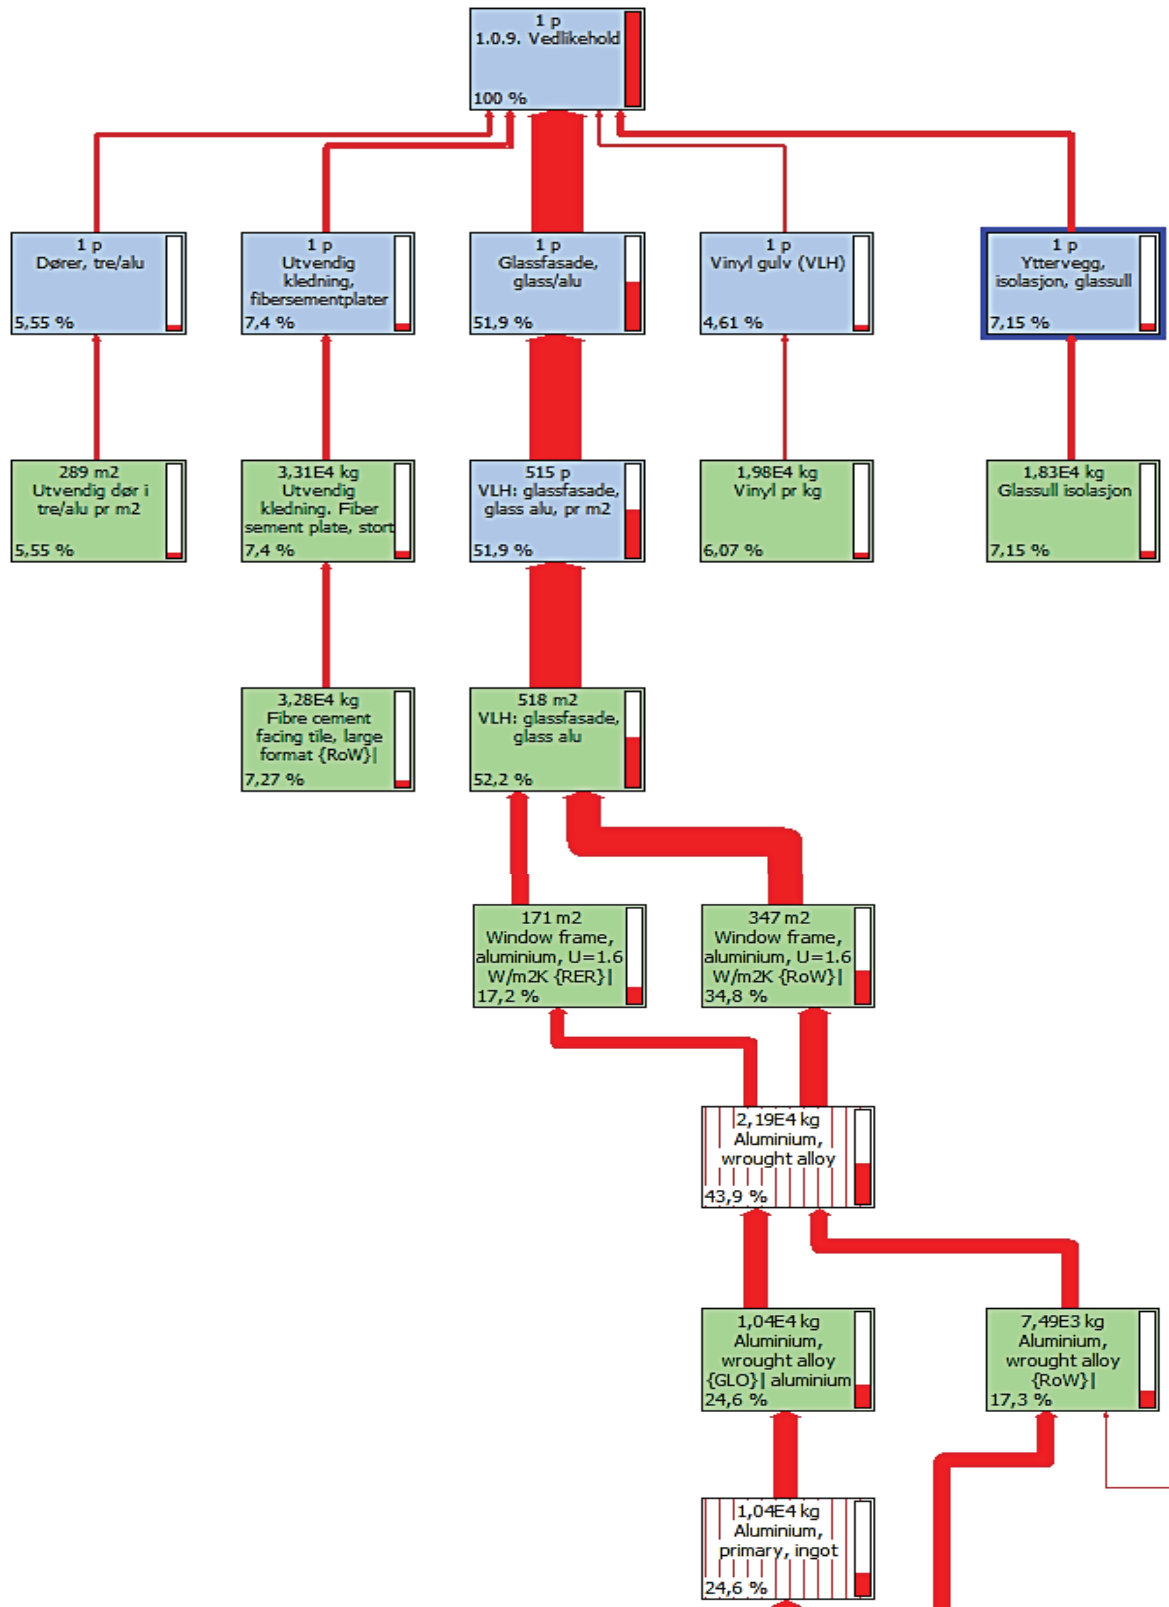 1 p
1.0.9. Vedlikehold
100 %
1 p
Dører, tre/alu
5,55 %
1 p
Utvendig
kledning,
fibersementplater
7,4 %
1 p
Glassfasade,
glass/alu
51,9 %
1 p
Vinyl gulv (VLH)
4,61 %
1 p
Yttervegg,
isolasjon, glassull
7,15 %
289 m2
Utvendig dør i
tre/alu pr m2
5,55 %
3,31E4 kg
Utvendig
kledning. Fiber
sement plate, stort
7,4 %
515 p
VLH: glassfasade,
glass alu, pr m2
51,9 %
1,98E4 kg
Vinyl pr kg
6,07 %
1,83E4 kg
Glassull isolasjon
7,15 %
3,28E4 kg
Fibre cement
facing tile, large
format {RoW}|
7,27 %
518 m2
VLH: glassfasade,
glass alu
52,2 %
171 m2
Window frame,
aluminium, U=1.6
W/m2K {RER}|
17,2 %
347 m2
Window frame,
aluminium, U=1.6
W/m2K {RoW}|
34,8 %
2,19E4 kg
Aluminium,
wrought alloy
43,9 %
1,04E4 kg
Aluminium,
wrought alloy
{GLO}| aluminium
24,6 %
7,49E3 kg
Aluminium,
wrought alloy
{RoW}|
17,3 %
1,04E4 kg
Aluminium,
primary, ingot
24,6 %